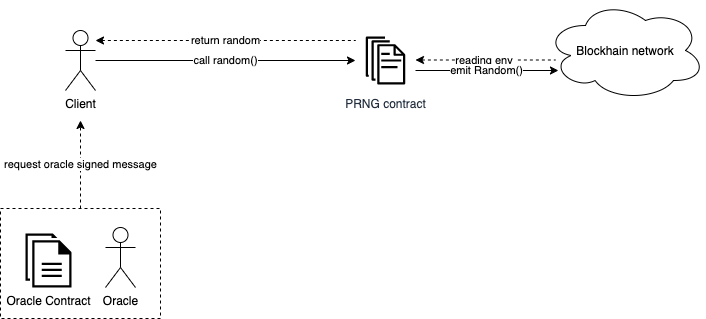 return random
call random()
reading env
emit Random()
Blockhain network
Client
PRNG contract
request oracle signed message
Oracle Contract
Oracle